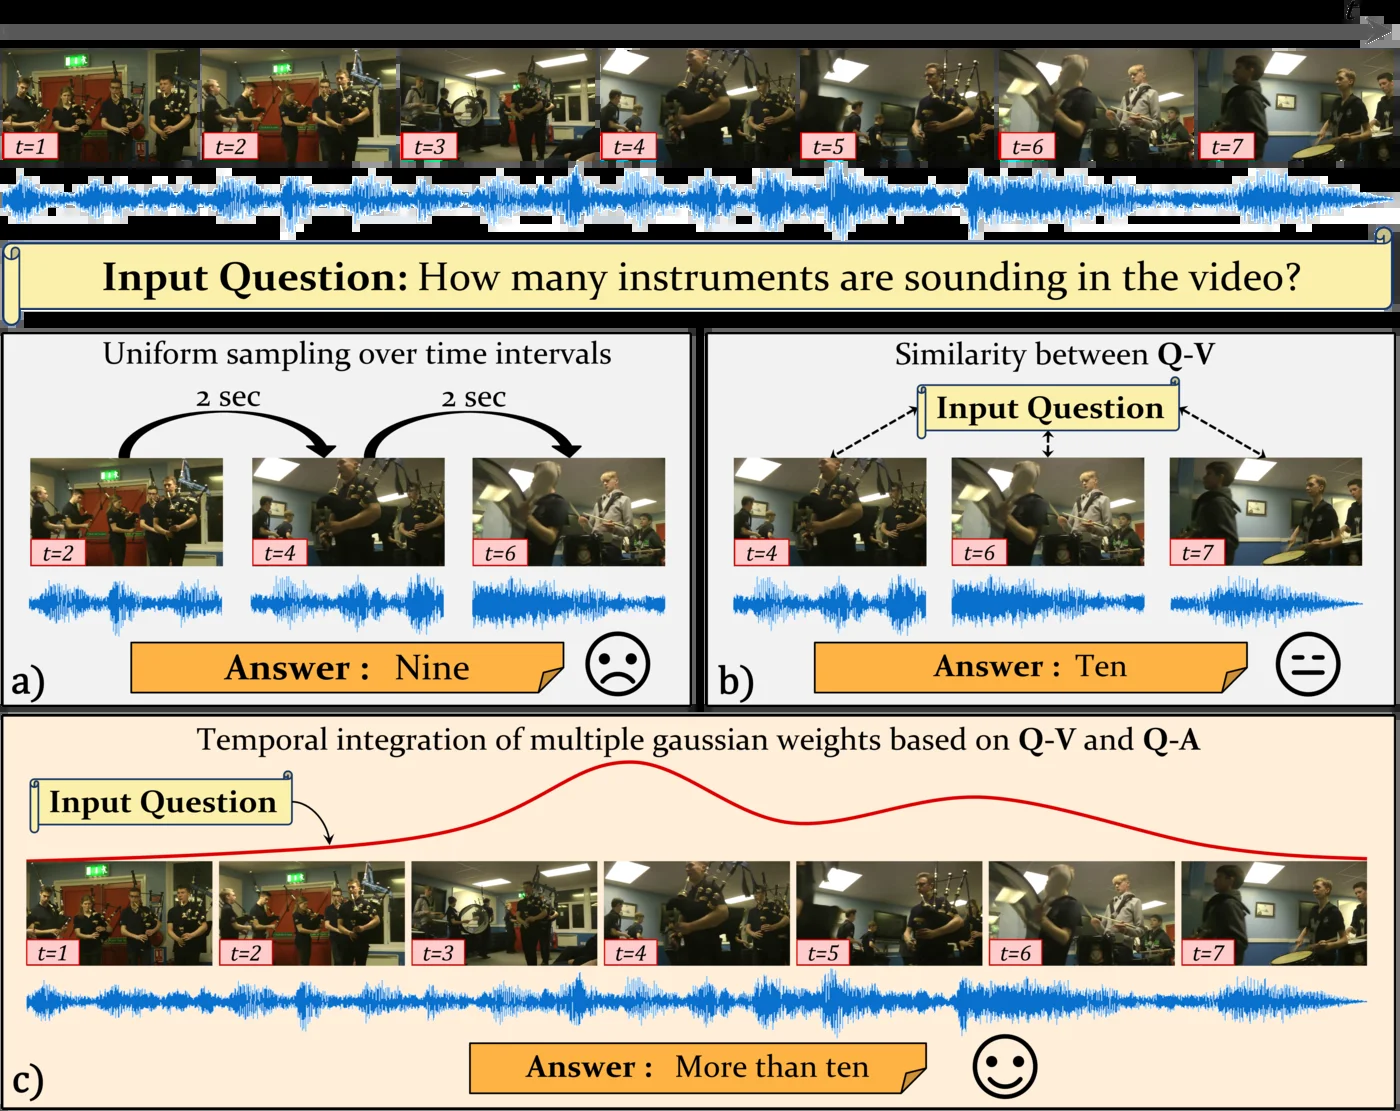 t
t=1
t=2
t=3
t=4
t=5
t=6
t=7
Input Question: How many instruments are sounding in the video?
Uniform sampling over time intervals
2 sec
2 sec
t=2
t=4
t=6
Answer : Nine
a)
Similarity between Q-V
Input Question
t=4
t=6
t=7
Answer : Ten
b)
Temporal integration of multiple gaussian weights based on Q-V and Q-A
Input Question
t=1
t=2
t=3
t=4
t=5
t=6
t=7
Answer : More than ten
c)